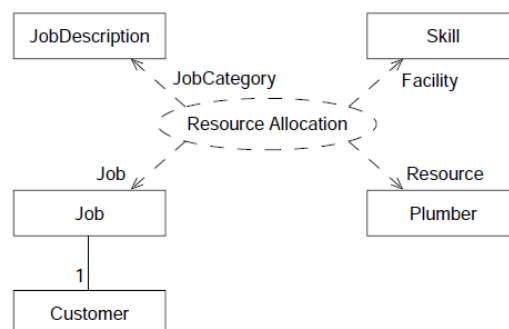 JobDescription
Skill
JobCategory
Facility
Resource Allocation
Job
Resource
Job
Plumber
1
Customer